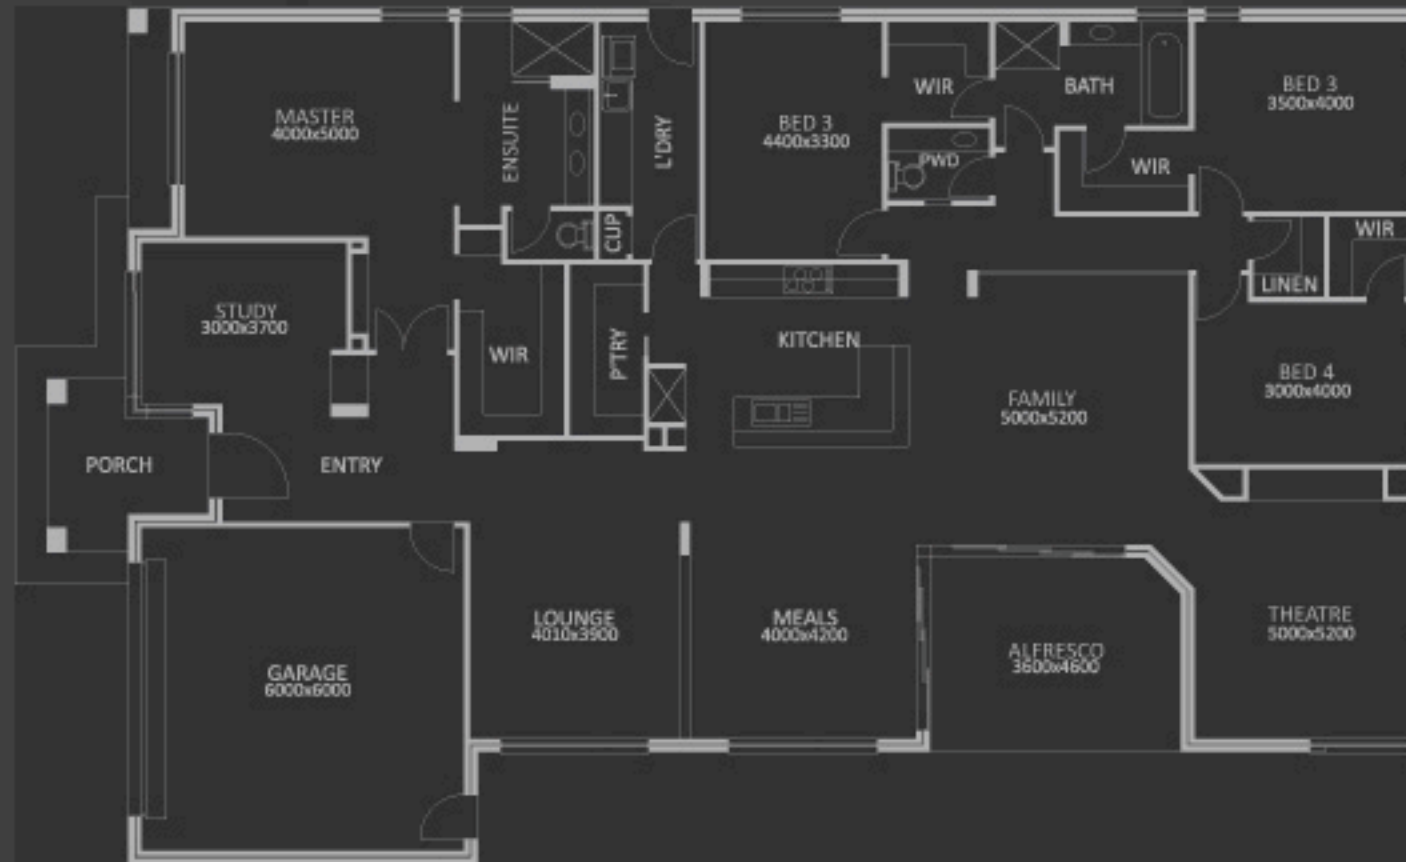 MASTER
4000x5000
ENSUITE
L'DRY
CUP
BED 3
4400x3300
WIR
PWD
BATH
WIR
BED 3
3500x4000
WIR
LINEN
STUDY
3000x3700
WIR
P'TRY
KITCHEN
FAMILY
5000x5200
BED 4
3000x4000
PORCH
ENTRY
GARAGE
6000x6000
LOUNGE
4010x3900
MEALS
4000x4200
ALFRESCO
3600x4600
THEATRE
5000x5200